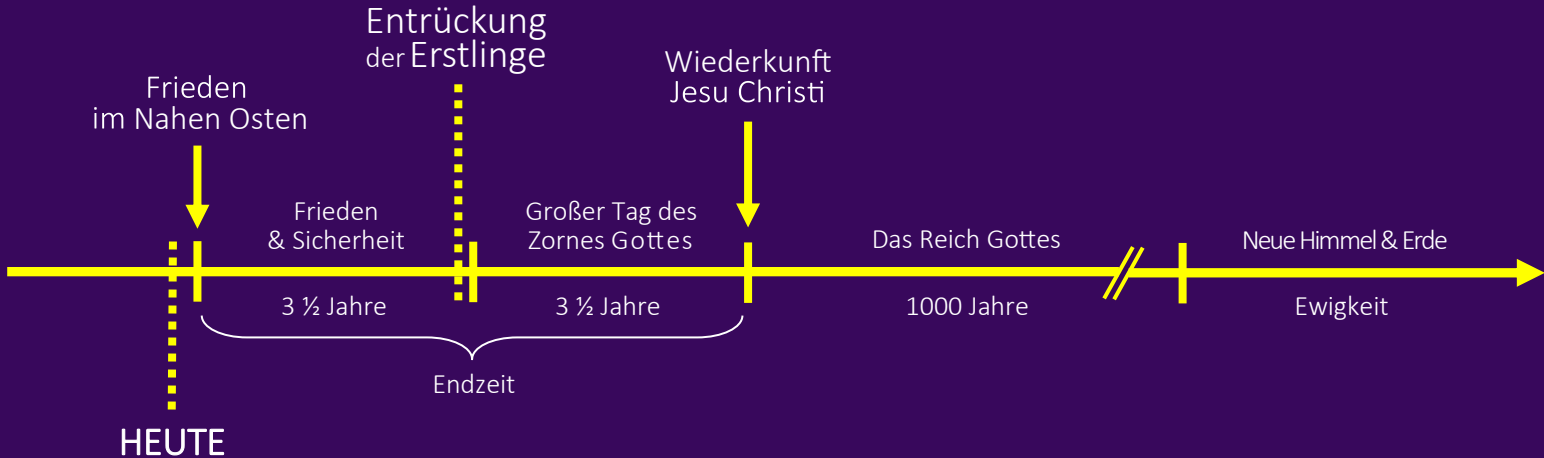 Entrückung
der Erstlinge
Wiederkunft
Jesu Christi
Frieden
im Nahen Osten
Frieden
& Sicherheit
Großer Tag des
Zornes Gottes
Das Reich Gottes
Neue Himmel & Erde
3 ½ Jahre
3 ½ Jahre
1000 Jahre
Ewigkeit
Endzeit
HEUTE